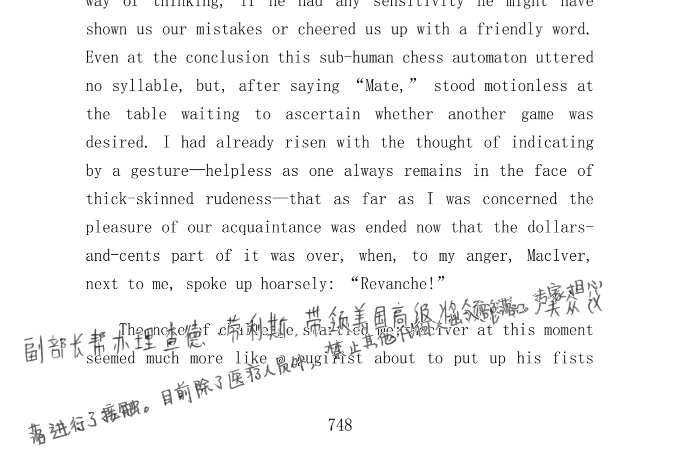 way of thinking, if he had any sensitivity he might have
shown us our mistakes or cheered us up with a friendly word.
Even at the conclusion this sub-human chess automaton uttered
no syllable, but, after saying “Mate,” stood motionless at
the table waiting to ascertain whether another game was
desired. I had already risen with the thought of indicating
by a gesture—helpless as one always remains in the face of
thick-skinned rudeness—that as far as I was concerned the
pleasure of our acquaintance was ended now that the dollars-
and-cents part of it was over, when, to my anger, MacIver,
next to me, spoke up hoarsely: “Revanche!”
副部长帮办理查德 劳利斯 带领美国高级 专家担心
The note of challenge startled me; MacIver at this moment
seemed much more like a pugilist about to put up his fists
落进行了接触。目前除了医疗人员外，禁止其他
748